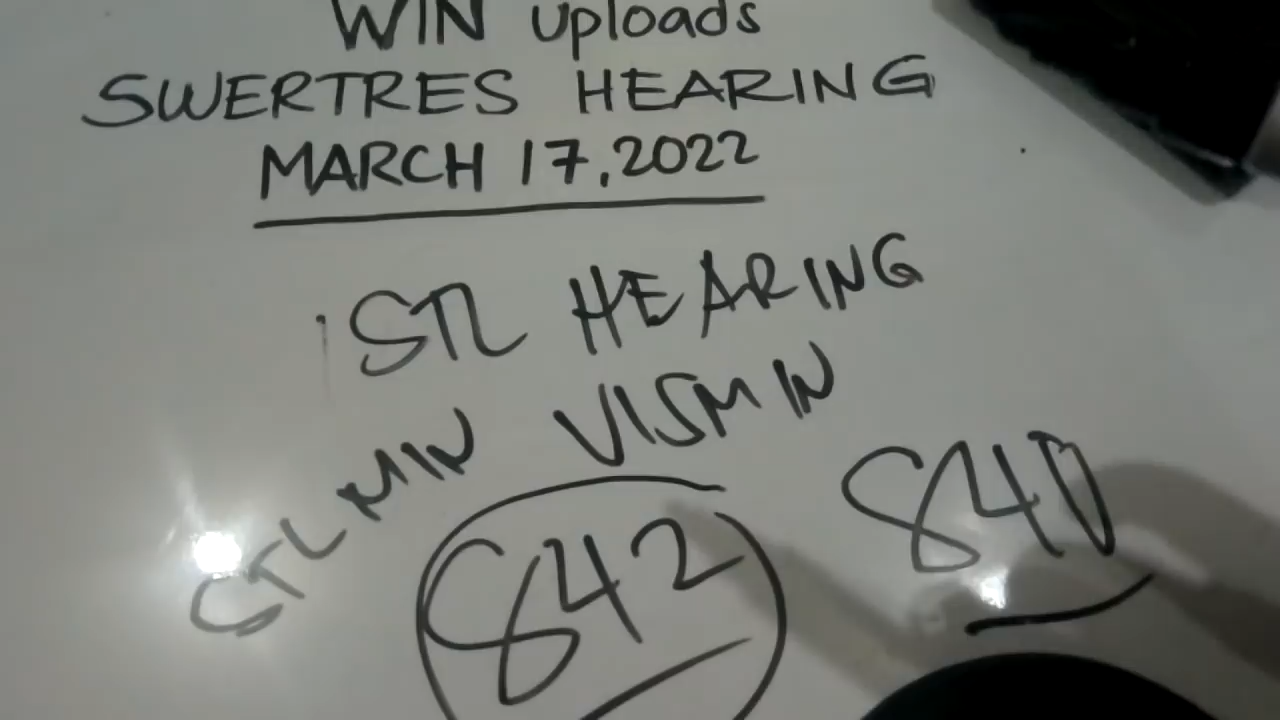 WIN uploads
SWERTRES HEARING
MARCH 17, 2022
STL HEARING
STL MIN VISMIN
842 840